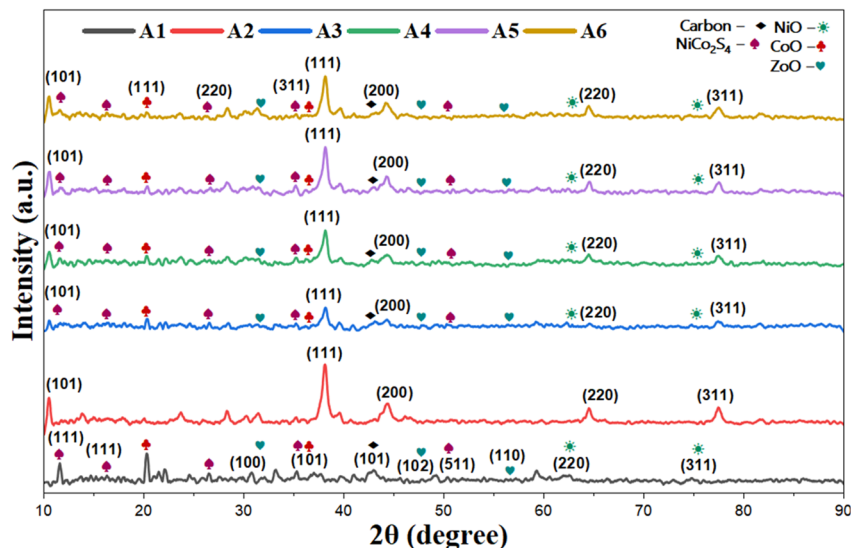 A1 A2 A3 A4 A5 A6
Carbon – NiO –
NiCo2S4 – CoO –
ZoO –
(101) (111) (220) (311) (111) (200) (220) (311)
(101) (111) (200) (220) (311)
(101) (111) (200) (220) (311)
(101) (111) (200) (220) (311)
(101) (111) (200) (220) (311)
(111) (111) (100) (101) (101) (102) (511) (110) (220) (311)
10 20 30 40 50 60 70 80 90
2θ (degree)
Intensity (a.u.)